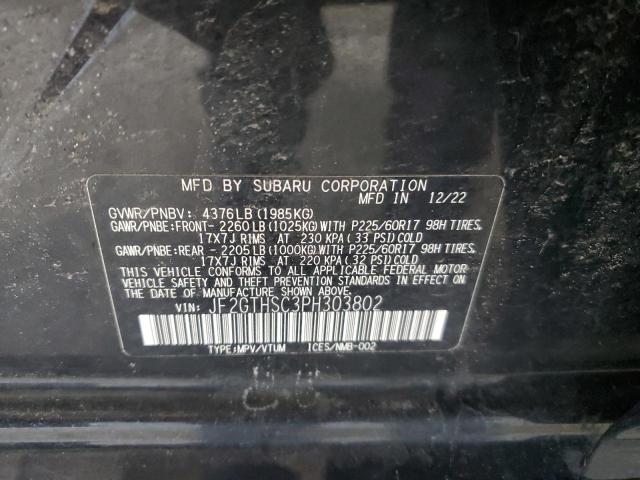 MFD BY SUBARU CORPORATION
MFD IN 12/22
GVWR/PNBV: 4376LB(1985KG)
GAWR/PNBE:FRONT- 2260LB(1025KG)WITH P225/60R17 98H TIRES,
17X7J RIMS AT 230 KPA( 33 PSI)COLD
GAWR/PNBE:REAR - 2205LB(1000KG)WITH P225/60R17 98H TIRES,
17X7J RIMS AT 220 KPA( 32 PSI)COLD
THIS VEHICLE CONFORMS TO ALL APPLICABLE FEDERAL MOTOR
VEHICLE SAFETY AND THEFT PREVENTION STANDARDS IN EFFECT ON
THE DATE OF MANUFACTURE SHOWN ABOVE.
VIN: JF2GTHSC3PH303802
TYPE:MPV/VTUM ICES/NMB-002